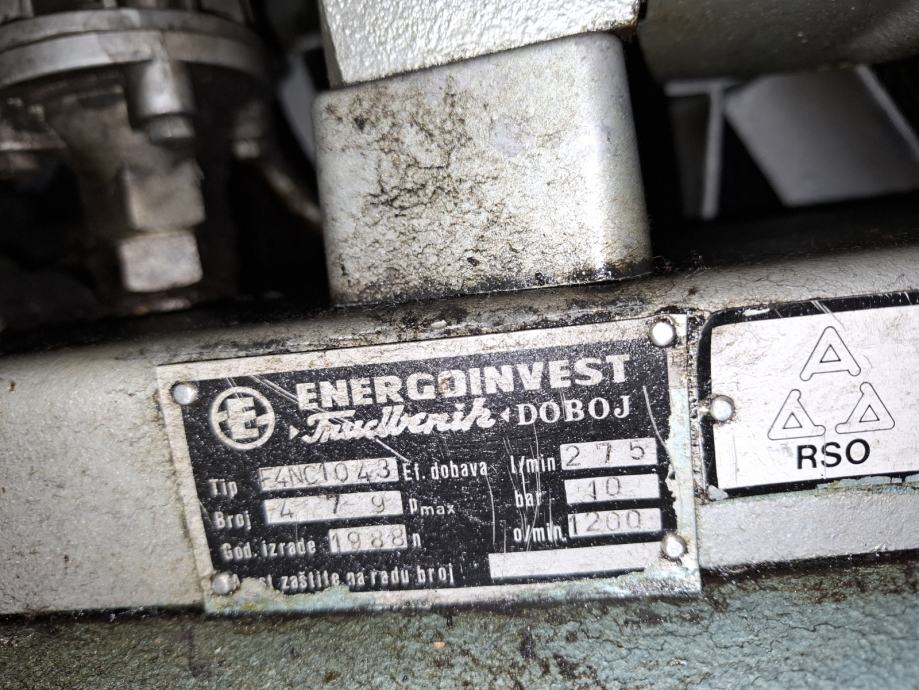 E ENERGOINVEST
Trudbenik DOBOJ
Tip F4NC1043 Ef. dobava l/min 275
Broj 479 Pmax bar 10
God. izrade 1988 n o/min. 1200
zaštite na radu broj
A
RSO